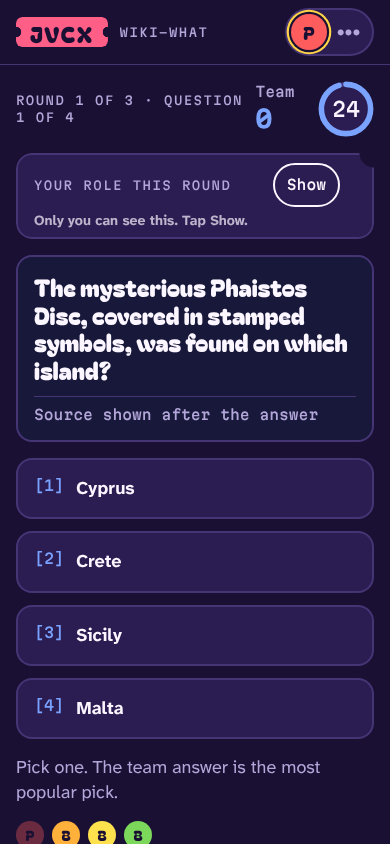 JVCX WIKI-WHAT P •••
ROUND 1 OF 3 · QUESTION
1 OF 4
Team
0
24
YOUR ROLE THIS ROUND
Show
Only you can see this. Tap Show.
The mysterious Phaistos
Disc, covered in stamped
symbols, was found on which
island?
Source shown after the answer
[1] Cyprus
[2] Crete
[3] Sicily
[4] Malta
Pick one. The team answer is the most
popular pick.
P B B B